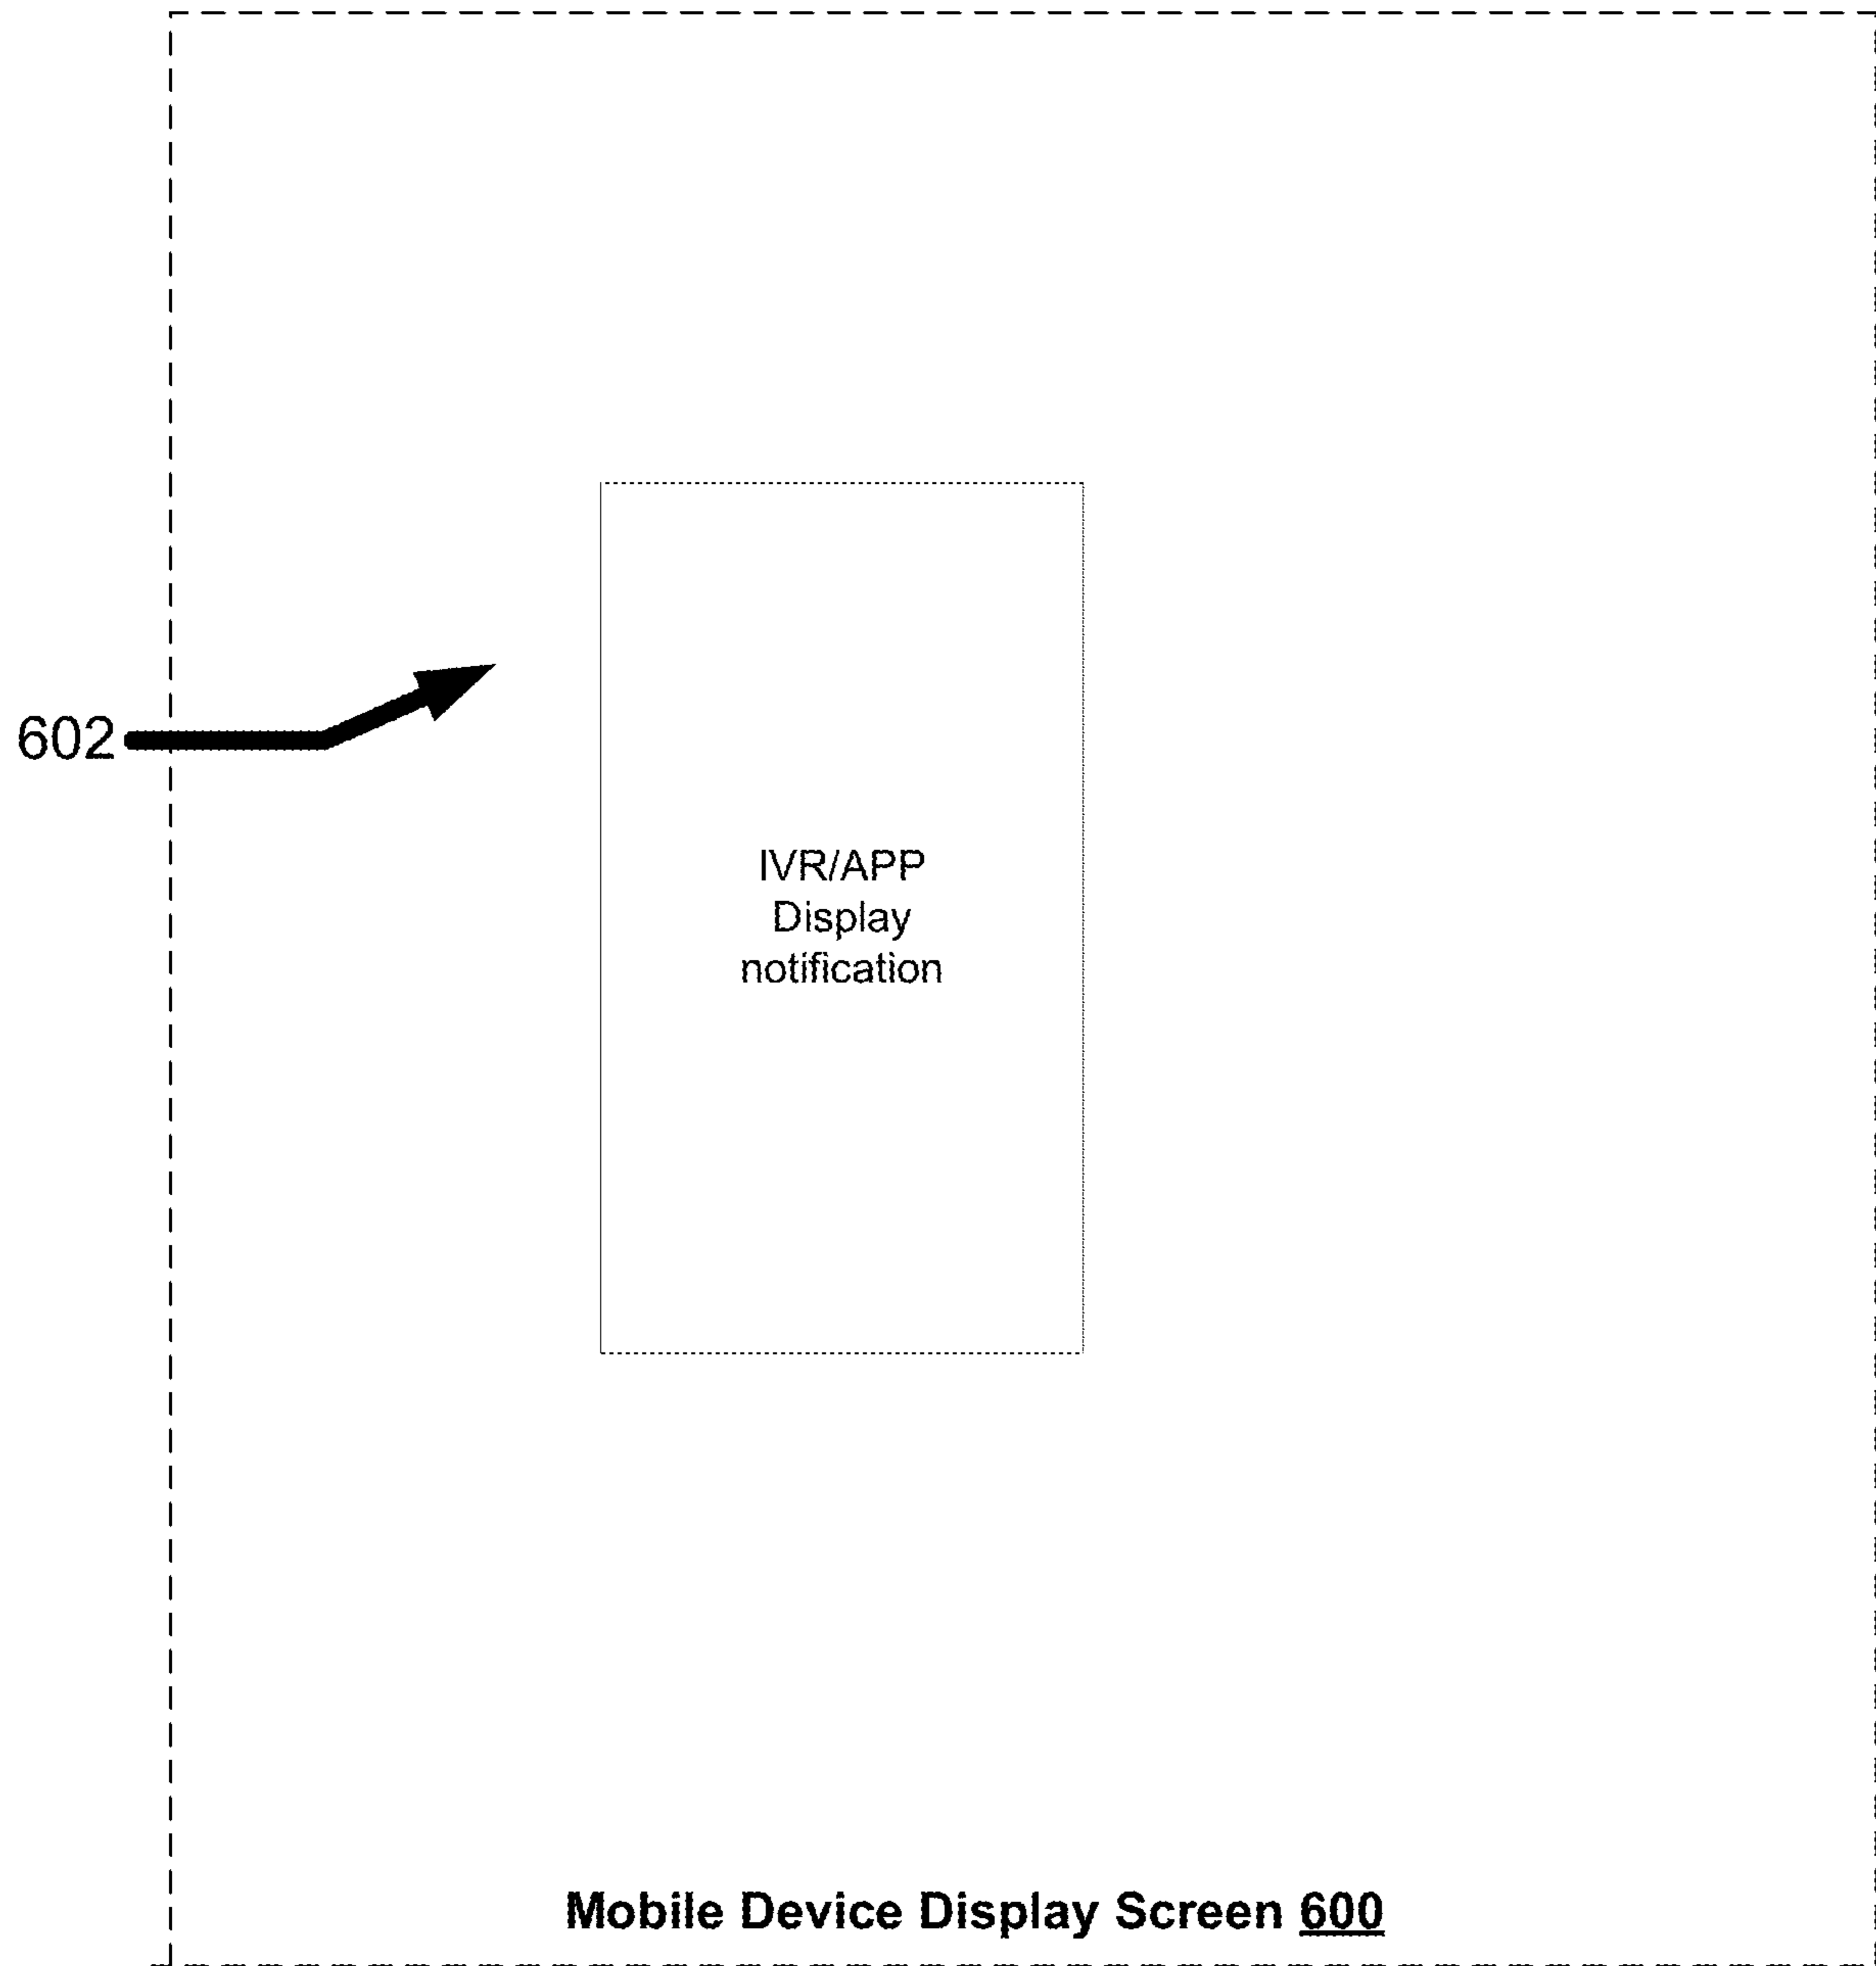 602
IVR/APP
Display
notification
Mobile Device Display Screen 600